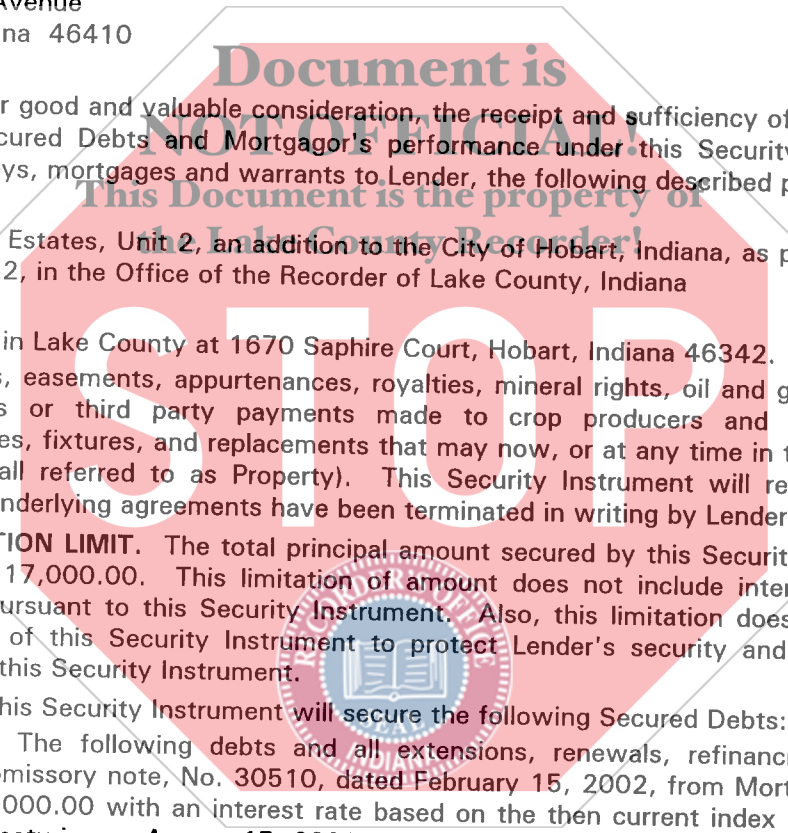 Avenue
na 46410
Document is
r good and valuable consideration, the receipt and sufficiency of
NOT OFFICIAL!
cured Debts and Mortgagor's performance under this Security
ys, mortgages and warrants to Lender, the following described p
This Document is the property of
the Lake County Recorder!
Estates, Unit 2, an addition to the City of Hobart, Indiana, as p
2, in the Office of the Recorder of Lake County, Indiana
STOP
in Lake County at 1670 Saphire Court, Hobart, Indiana 46342.
s, easements, appurtenances, royalties, mineral rights, oil and g
s or third party payments made to crop producers and
es, fixtures, and replacements that may now, or at any time in t
all referred to as Property). This Security Instrument will re
nderlying agreements have been terminated in writing by Lender
TION LIMIT. The total principal amount secured by this Securit
17,000.00. This limitation of amount does not include inter
ursuant to this Security Instrument. Also, this limitation does
of this Security Instrument to protect Lender's security and
this Security Instrument.
RECORDER'S OFFICE
SEAL
INDIANA
his Security Instrument will secure the following Secured Debts:
The following debts and all extensions, renewals, refinanc
missory note, No. 30510, dated February 15, 2002, from Mort
000.00 with an interest rate based on the then current index